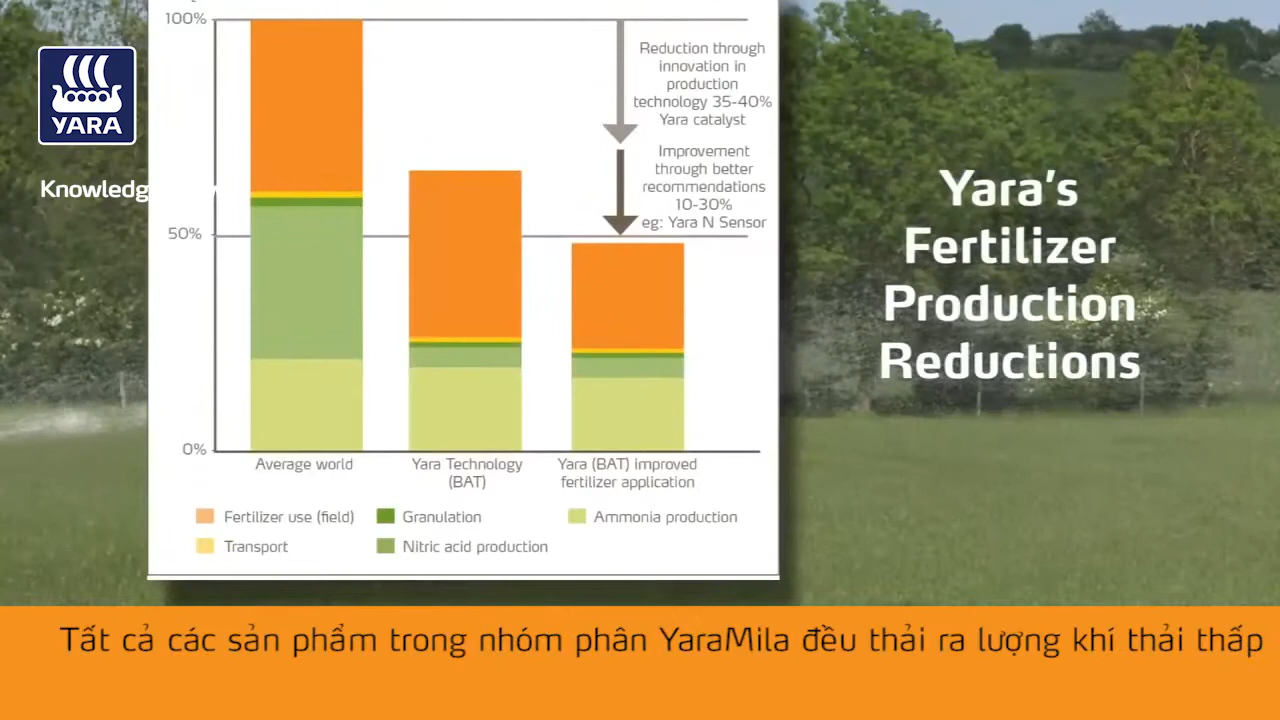 100%
50%
0%
Reduction through
innovation in
production
technology 35-40%
Yara catalyst
Improvement
through better
recommendations
10-30%
eg: Yara N Sensor
Average world
Yara Technology
(BAT)
Yara (BAT) improved
fertilizer application
Fertilizer use (field)
Granulation
Ammonia production
Transport
Nitric acid production
YARA
Yara's
Fertilizer
Production
Reductions
Tất cả các sản phẩm trong nhóm phân YaraMila đều thải ra lượng khí thải thấp